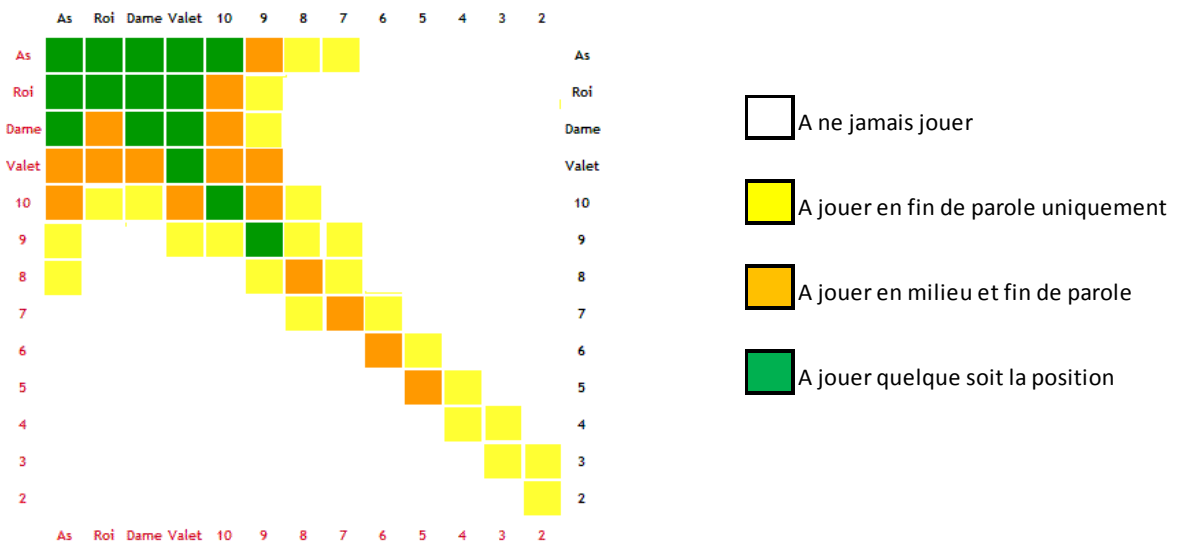 As Roi Dame Valet 10 9 8 7 6 5 4 3 2
As As
Roi Roi
Dame Dame
Valet Valet
10 10
9 9
8 8
7 7
6 6
5 5
4 4
3 3
2 2
As Roi Dame Valet 10 9 8 7 6 5 4 3 2
A ne jamais jouer
A jouer en fin de parole uniquement
A jouer en milieu et fin de parole
A jouer quelque soit la position